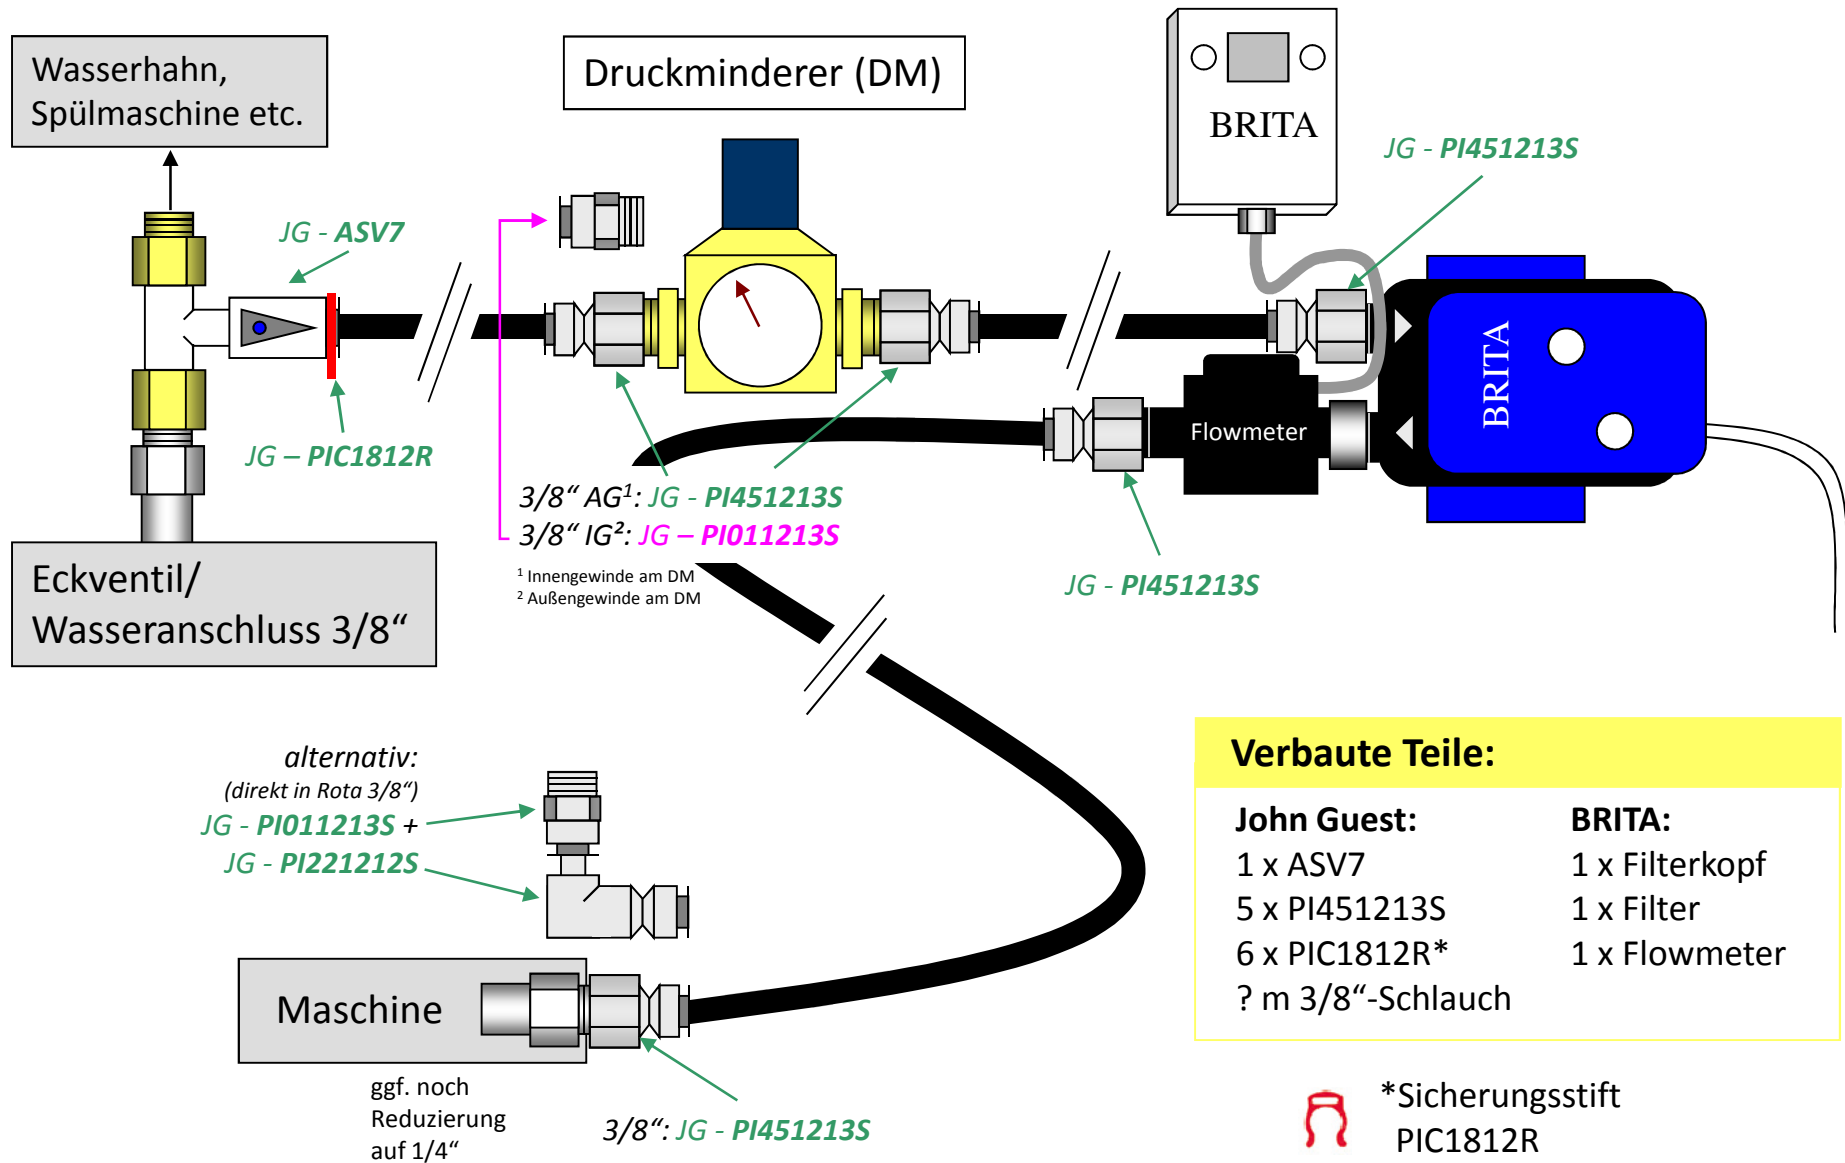 Wasserhahn,
Spülmaschine etc.
Druckminderer (DM)
BRITA
JG - PI451213S
JG - ASV7
JG – PIC1812R
BRITA
Flowmeter
3/8“ AG¹: JG - PI451213S
3/8“ IG²: JG – PI011213S
¹ Innengewinde am DM
² Außengewinde am DM
JG - PI451213S
Eckventil/
Wasseranschluss 3/8“
alternativ:
(direkt in Rota 3/8“)
JG - PI011213S +
JG - PI221212S
Maschine
ggf. noch
Reduzierung
auf 1/4“
3/8“: JG - PI451213S
Verbaute Teile:
John Guest:
1 x ASV7
5 x PI451213S
6 x PIC1812R*
? m 3/8“-Schlauch
BRITA:
1 x Filterkopf
1 x Filter
1 x Flowmeter
*Sicherungsstift
PIC1812R